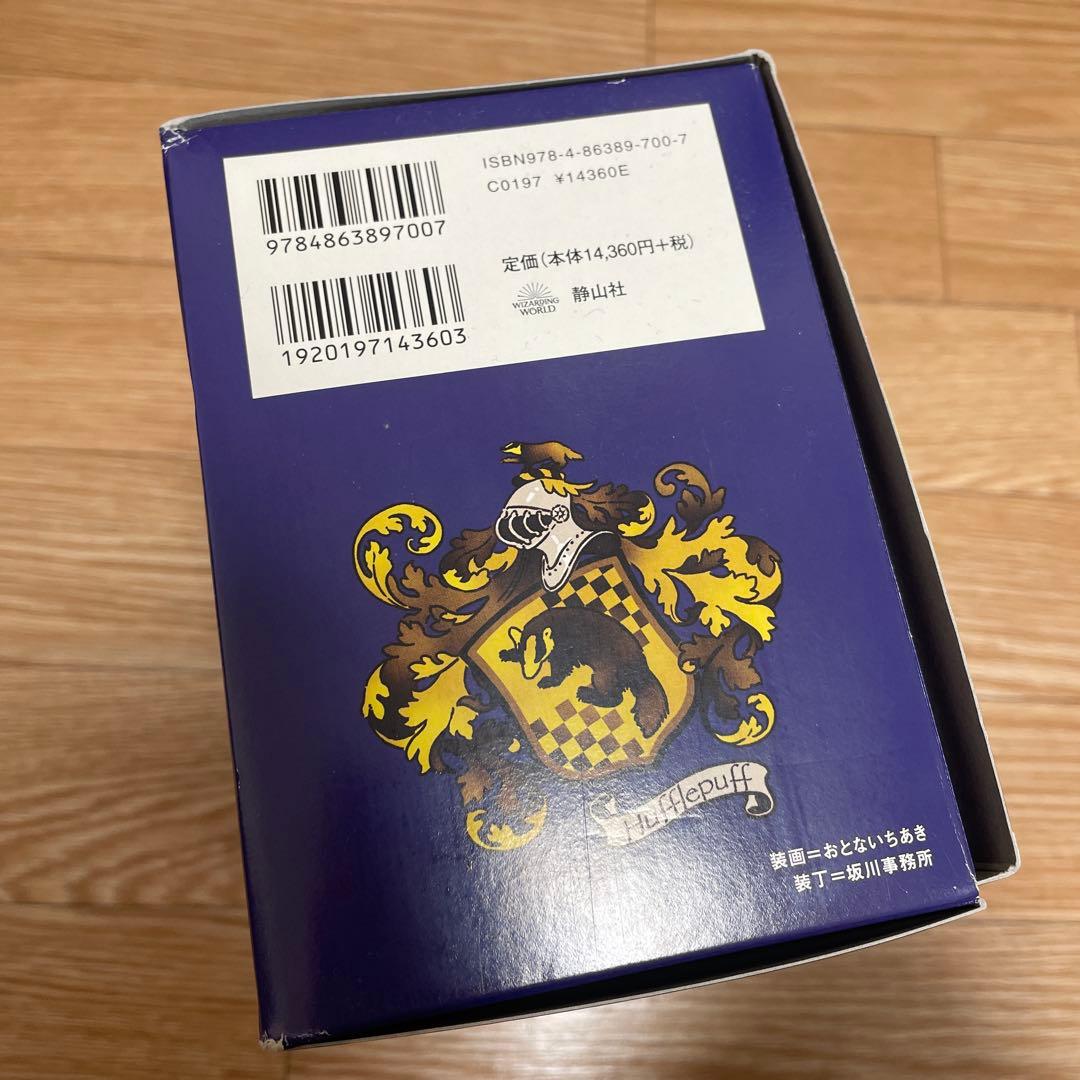 ISBN978-4-86389-700-7
C0197 ¥14360E
9784863897007
定価(本体14,360円+税)
WIZARDING
WORLD
静山社
1920197143603
Hufflepuff
装画=おとないちあき
装丁=坂川事務所